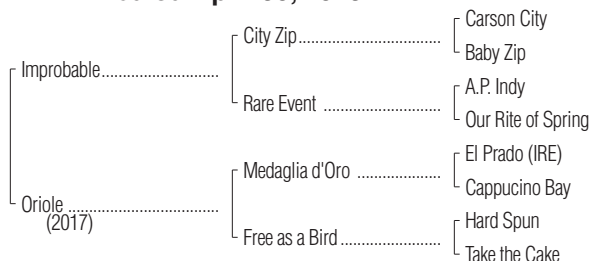 Carson City
City Zip
Baby Zip
Improbable
A.P. Indy
Rare Event
Our Rite of Spring
El Prado (IRE)
Medaglia d'Oro
Cappucino Bay
Oriole
(2017)
Hard Spun
Free as a Bird
Take the Cake